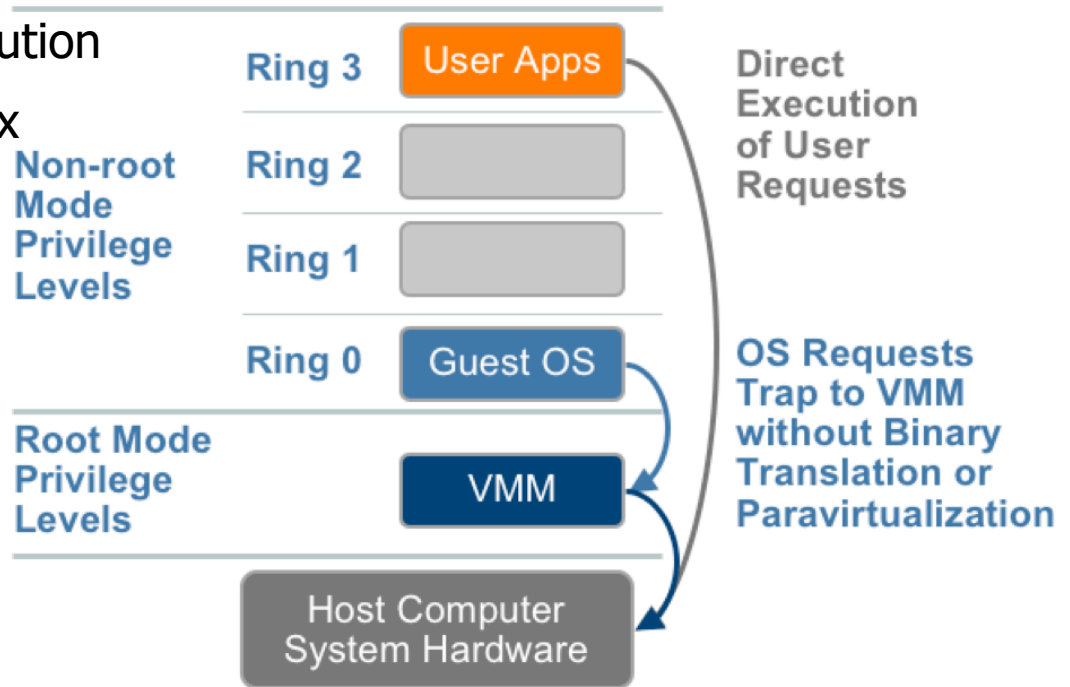 ution
x
Non-root
Mode
Privilege
Levels
Ring 3
User Apps
Ring 2
Ring 1
Ring 0
Guest OS
Direct
Execution
of User
Requests
OS Requests
Trap to VMM
without Binary
Translation or
Paravirtualization
Root Mode
Privilege
Levels
VMM
Host Computer
System Hardware